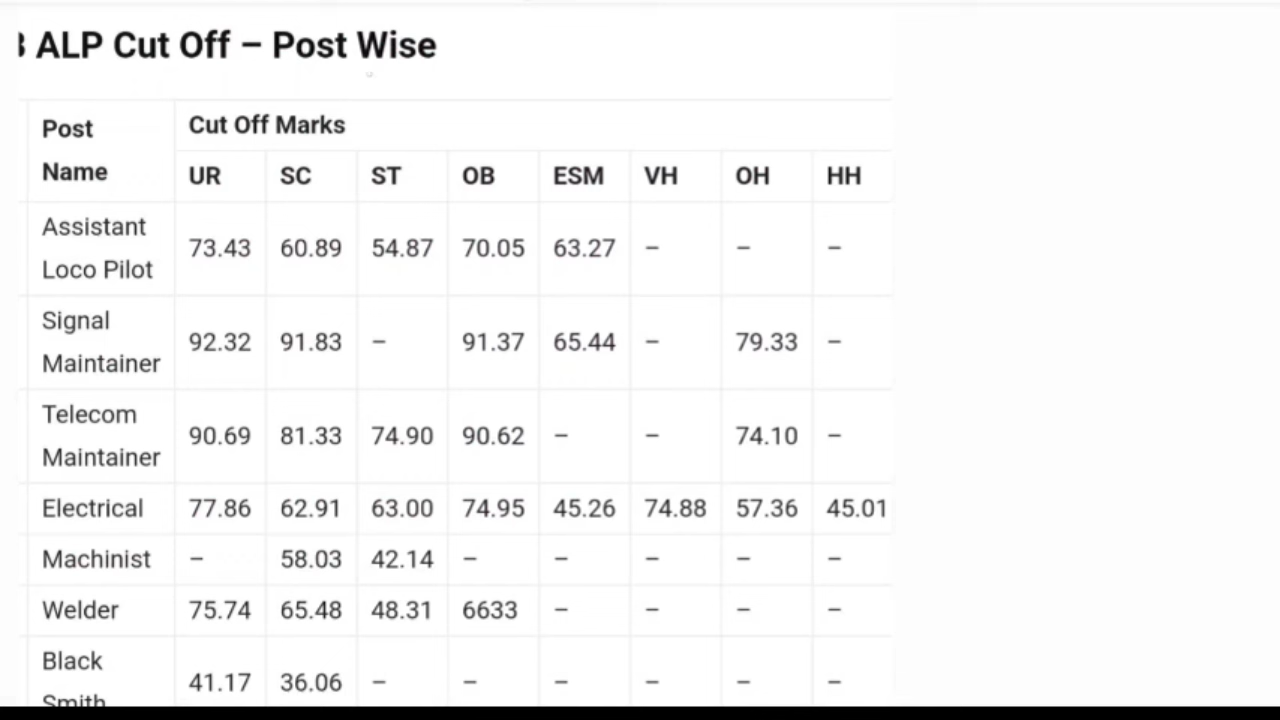 ALP Cut Off – Post Wise
Post Name Cut Off Marks
UR SC ST OB ESM VH OH HH
Assistant Loco Pilot 73.43 60.89 54.87 70.05 63.27 – – –
Signal Maintainer 92.32 91.83 – 91.37 65.44 – 79.33 –
Telecom Maintainer 90.69 81.33 74.90 90.62 – – 74.10 –
Electrical 77.86 62.91 63.00 74.95 45.26 74.88 57.36 45.01
Machinist – 58.03 42.14 – – – – –
Welder 75.74 65.48 48.31 6633 – – – –
Black Smith 41.17 36.06 – – – – – –